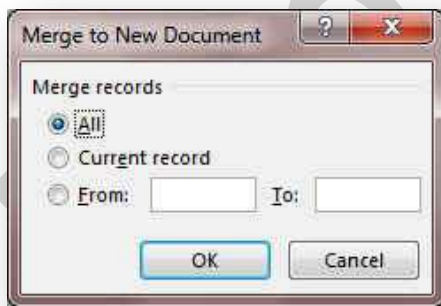 Merge to New Document
Merge records
All
Current record
From: To:
OK Cancel